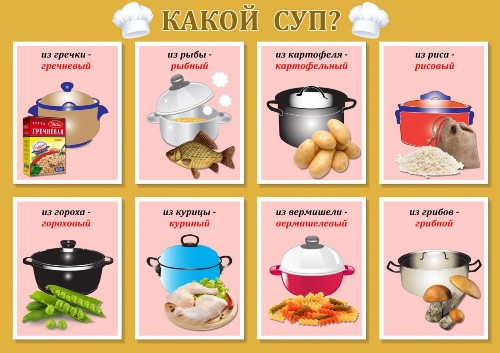 КАКОЙ СУП?
из гречки -
гречневый
из рыбы -
рыбный
из картофеля -
картофельный
из риса -
рисовый
ГРЕЧНЕВАЯ
из гороха -
гороховый
из курицы -
куриный
из вермишели -
вермишелевый
из грибов -
грибной